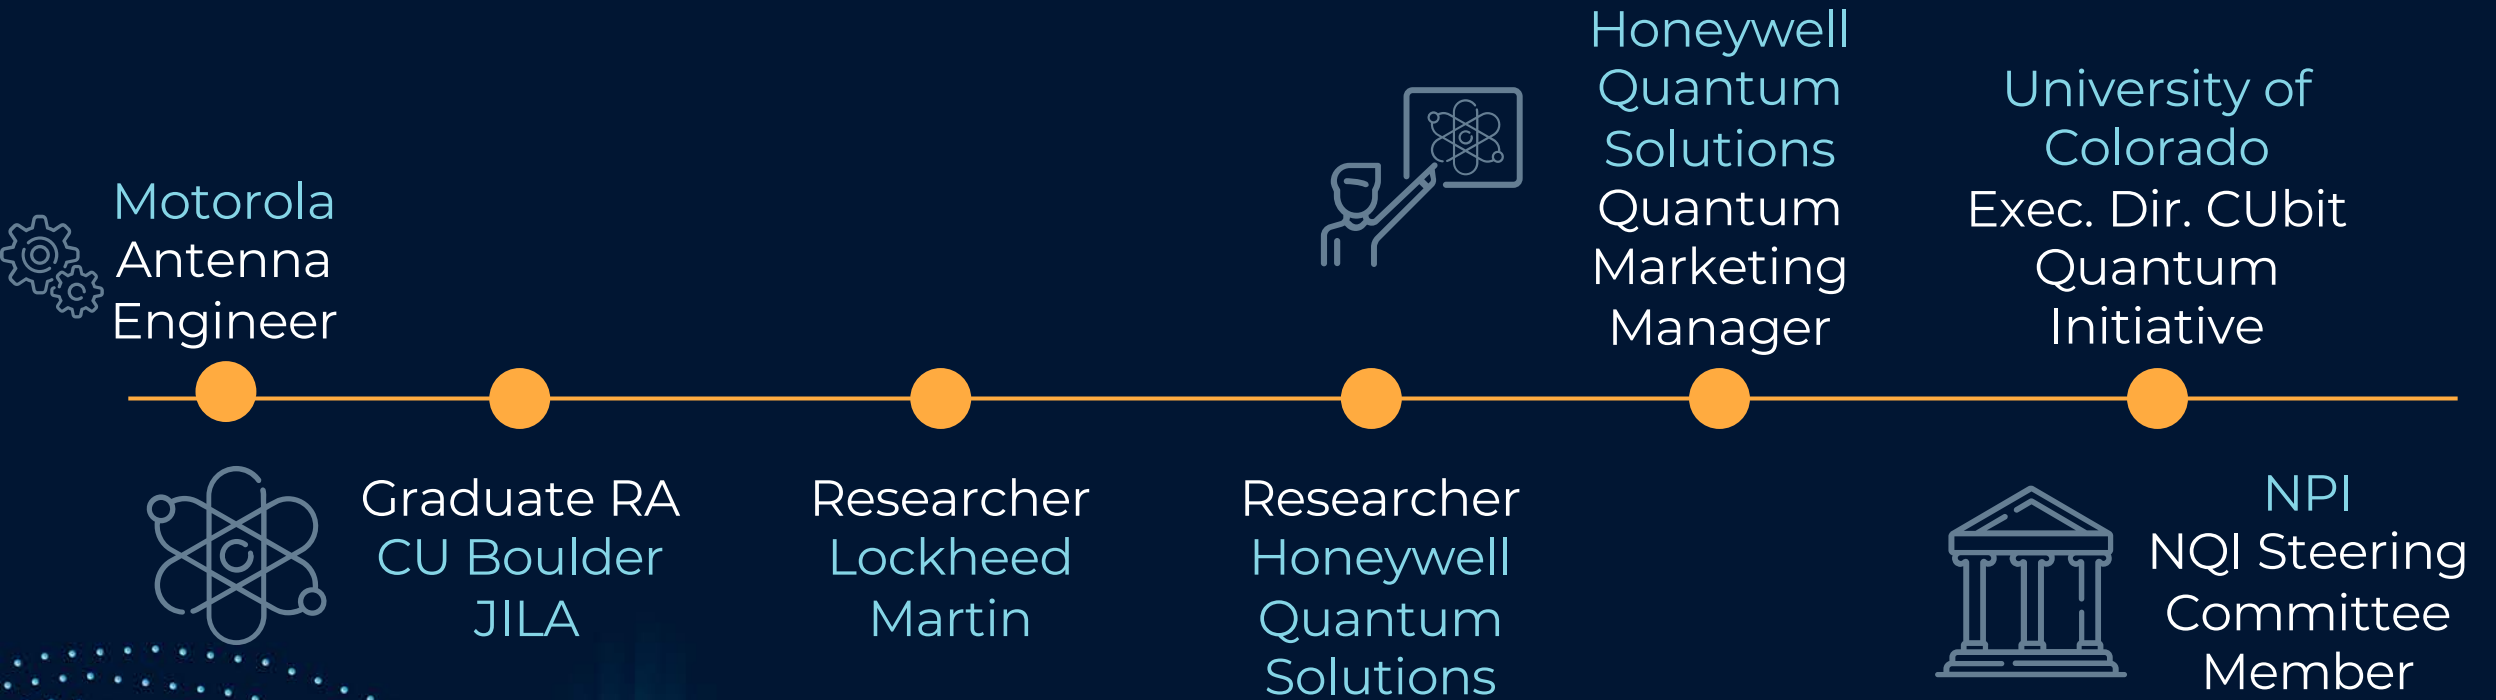 Motorola
Antenna
Engineer
Graduate RA
CU Boulder
JILA
Researcher
Lockheed
Martin
Researcher
Honeywell
Quantum
Solutions
Honeywell
Quantum
Solutions
Quantum
Marketing
Manager
University of
Colorado
Exec. Dir. CUbit
Quantum
Initiative
NPI
NQI Steering
Committee
Member